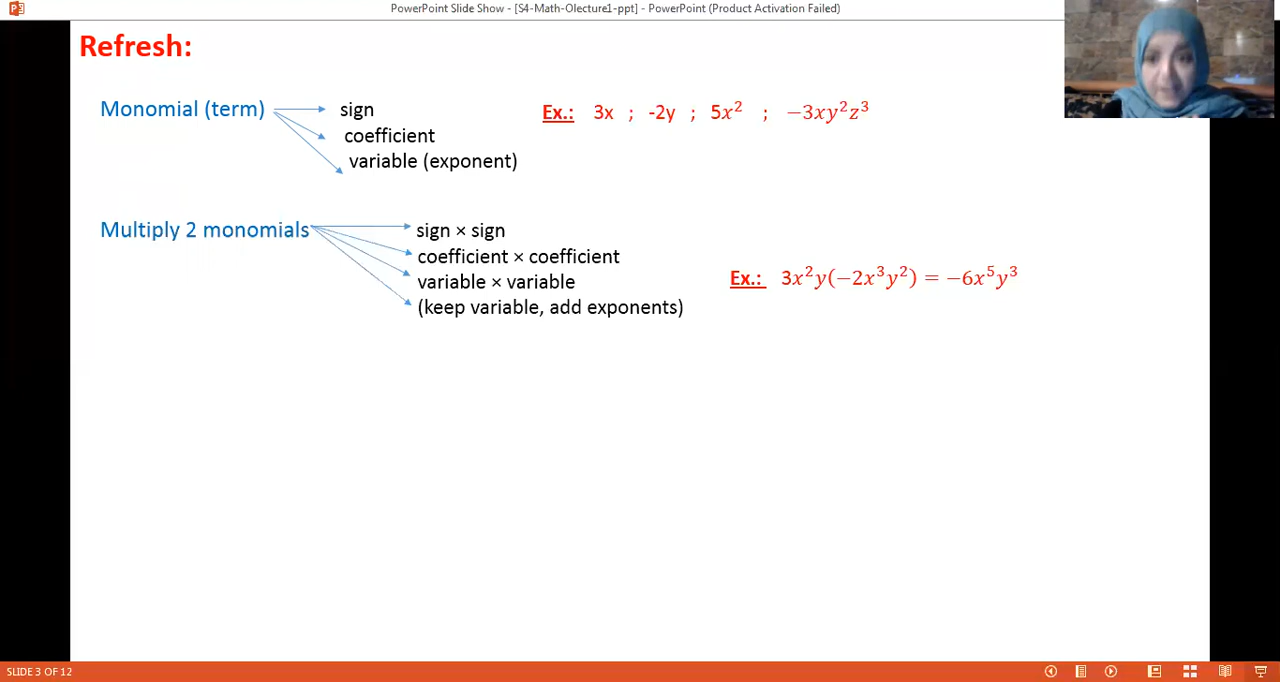 PowerPoint Slide Show - [S4-Math-Olecture1-ppt] - PowerPoint (Product Activation Failed)
Refresh:
Monomial (term)
sign
coefficient
variable (exponent)
Ex.: 3x ; -2y ; 5x² ; −3xy²z³
Multiply 2 monomials
sign × sign
coefficient × coefficient
variable × variable
(keep variable, add exponents)
Ex.: 3x²y(−2x³y²) = −6x⁵y³
SLIDE 3 OF 12